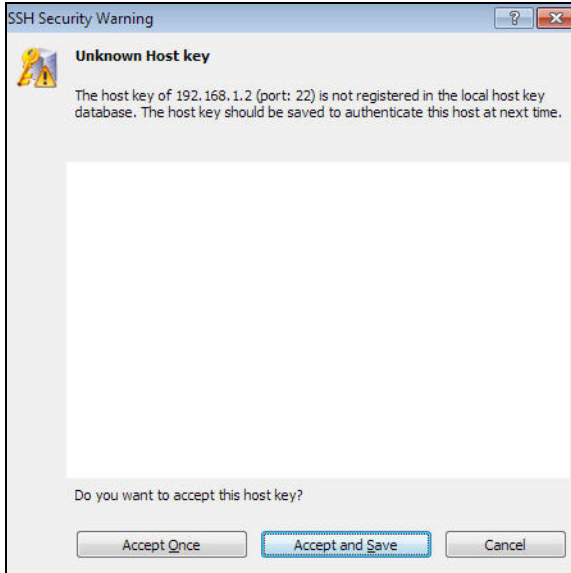 SSH Security Warning
?
Unknown Host key
The host key of 192.168.1.2 (port: 22) is not registered in the local host key
database. The host key should be saved to authenticate this host at next time.
Do you want to accept this host key?
Accept Once
Accept and Save
Cancel